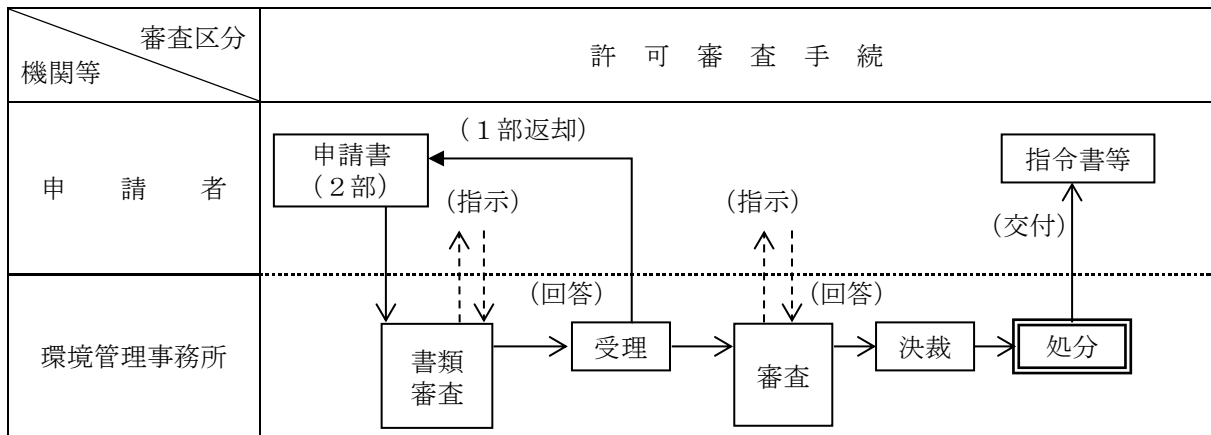 審査区分
機関等
許可審査手続
申請者
申請書
（２部）
（１部返却）
（指示）
（指示）
指令書等
（交付）
環境管理事務所
（回答）
（回答）
書類
審査
受理
審査
決裁
処分